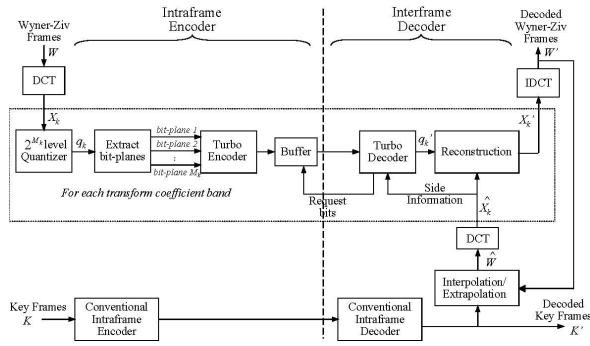 Wyner-Ziv
Frames
W
Intraframe
Encoder
Interframe
Decoder
Decoded
Wyner-Ziv
Frames
W'
DCT
IDCT
X_k
X_k'
2^{M_k} level
Quantizer
q_k
Extract
bit-planes
bit-plane 1
bit-plane 2
:
bit-plane M_k
Turbo
Encoder
Buffer
Turbo
Decoder
q_k'
Reconstruction
For each transform coefficient band
Request
bits
Side
Information
X̂_k
DCT
Ŵ
Interpolation/
Extrapolation
Key Frames
K
Conventional
Intraframe
Encoder
Conventional
Intraframe
Decoder
Decoded
Key Frames
K'